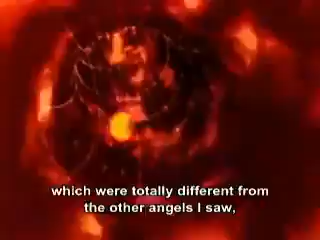 which were totally different from
the other angels I saw,